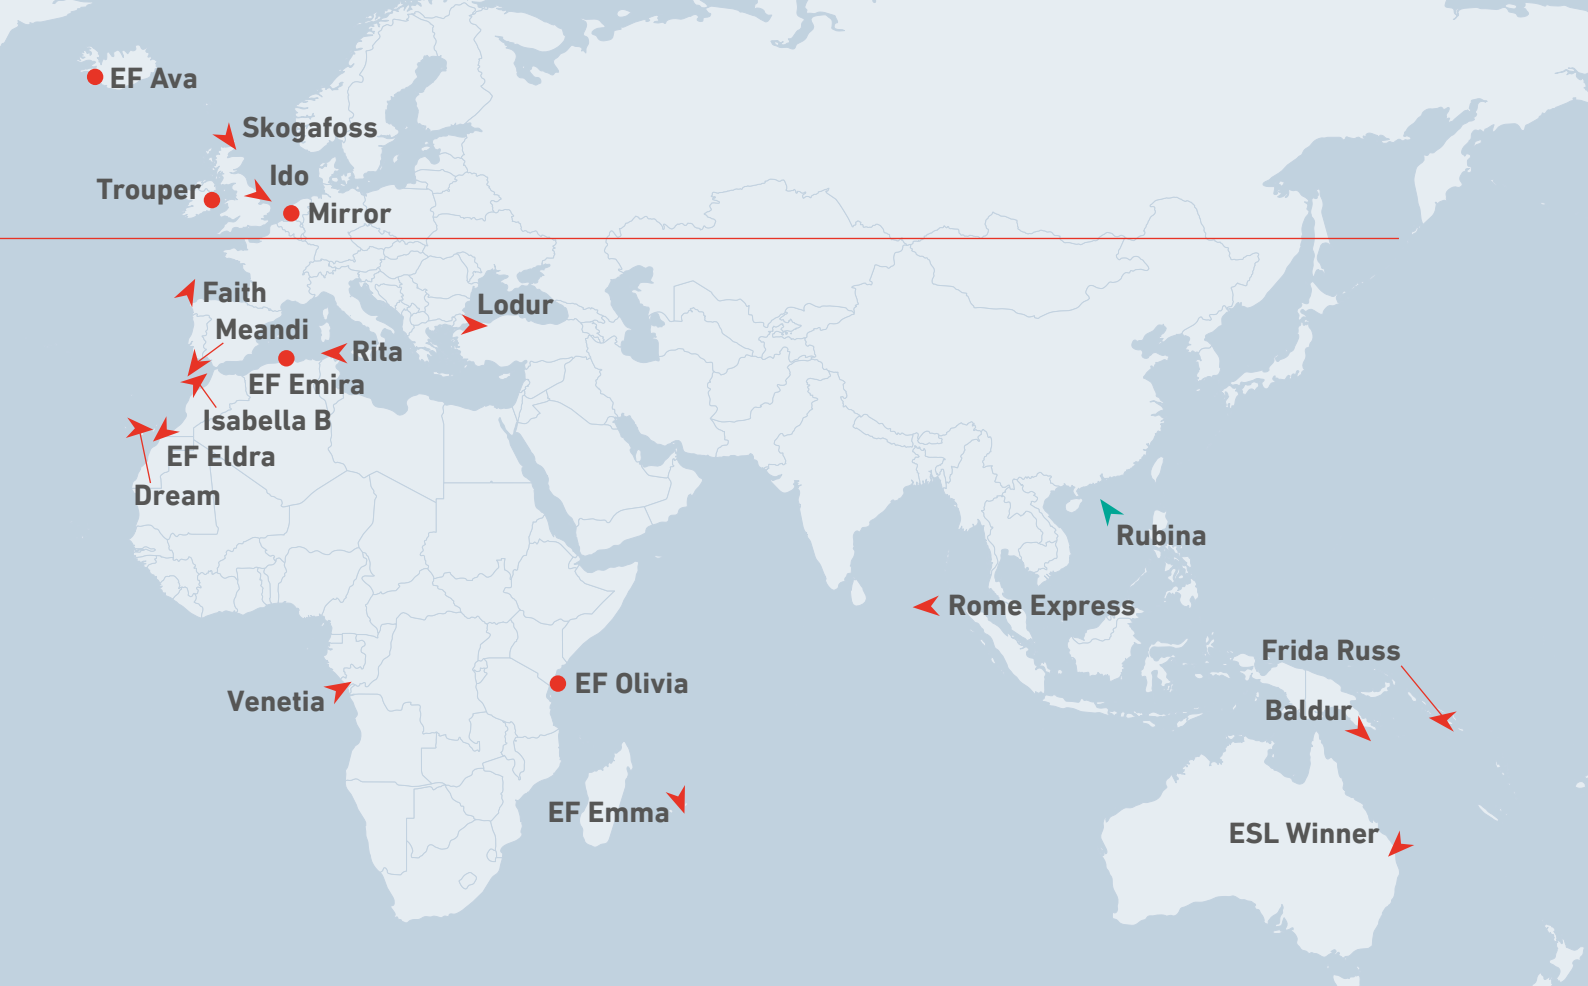 EF Ava
Skogafoss
Ido
Trouper
Mirror
Faith
Lodur
Meandi
Rita
EF Emira
Isabella B
EF Eldra
Dream
Rubina
Rome Express
Frida Russ
EF Olivia
Venetia
Baldur
EF Emma
ESL Winner